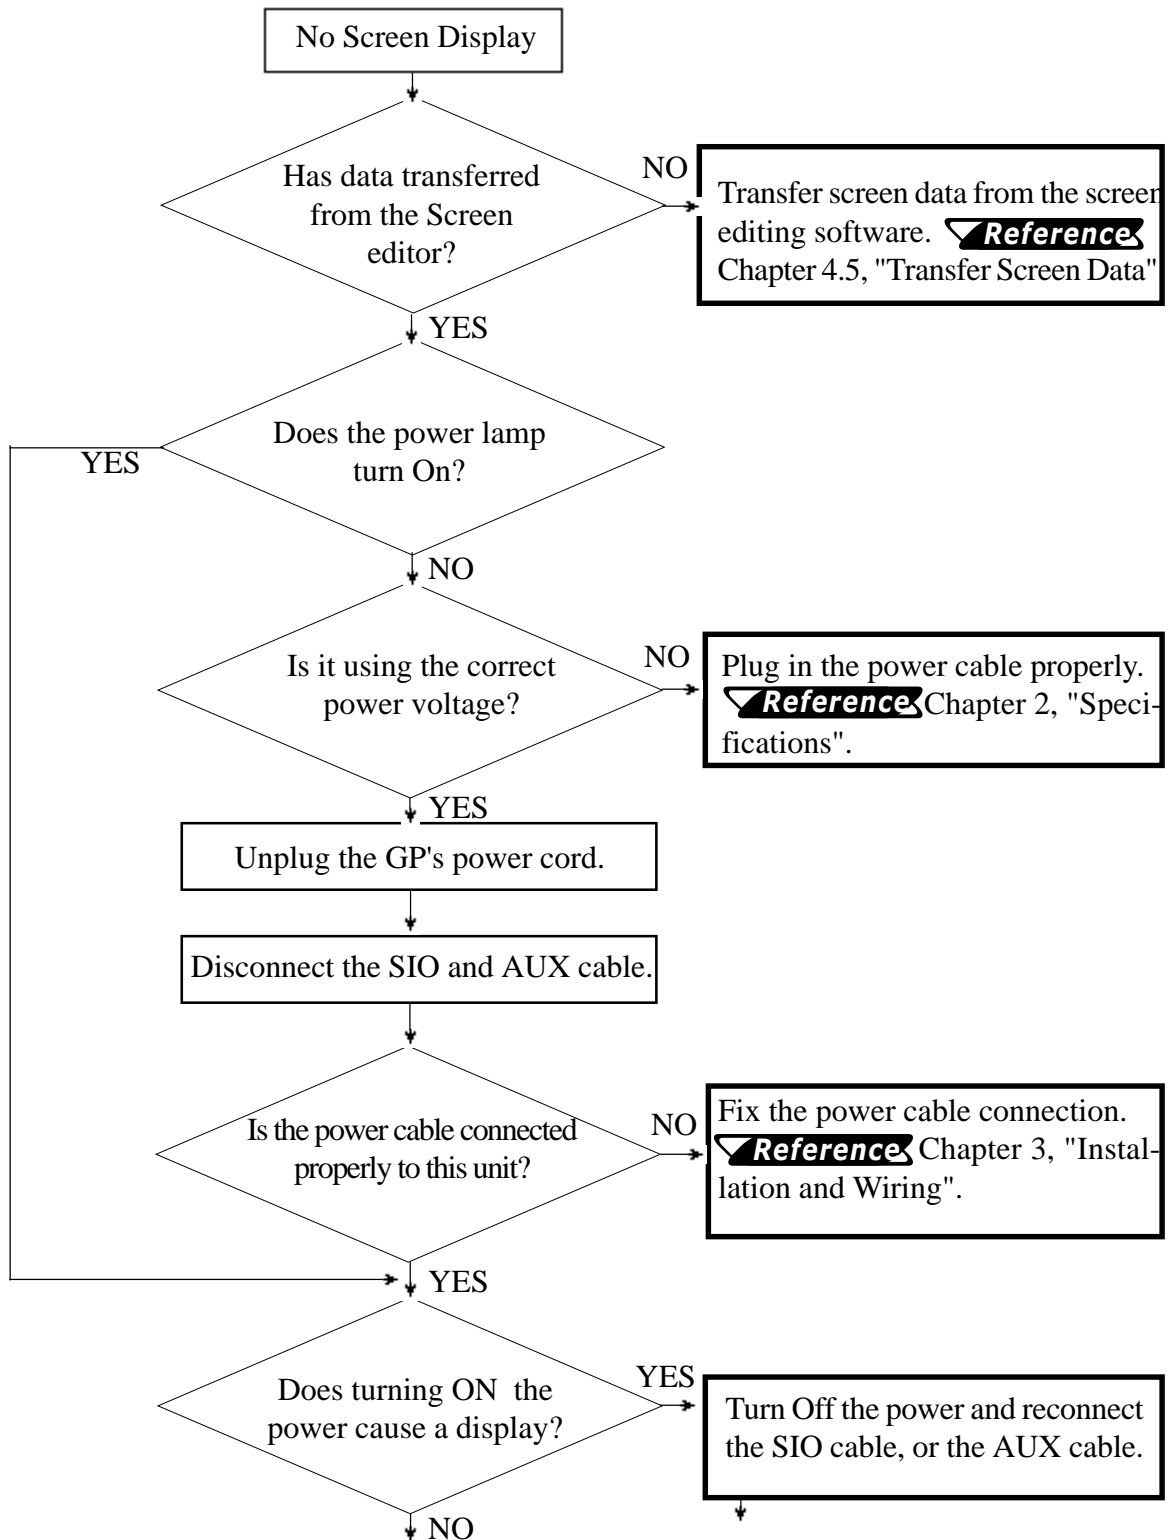 No Screen Display
Has data transferred
from the Screen
editor?
NO
Transfer screen data from the screen
editing software. Reference
Chapter 4.5, "Transfer Screen Data"
YES
Does the power lamp
turn On?
YES
NO
Is it using the correct
power voltage?
NO
Plug in the power cable properly.
Reference Chapter 2, "Speci-
fications".
YES
Unplug the GP's power cord.
Disconnect the SIO and AUX cable.
Is the power cable connected
properly to this unit?
NO
Fix the power cable connection.
Reference Chapter 3, "Instal-
lation and Wiring".
YES
Does turning ON the
power cause a display?
YES
Turn Off the power and reconnect
the SIO cable, or the AUX cable.
NO